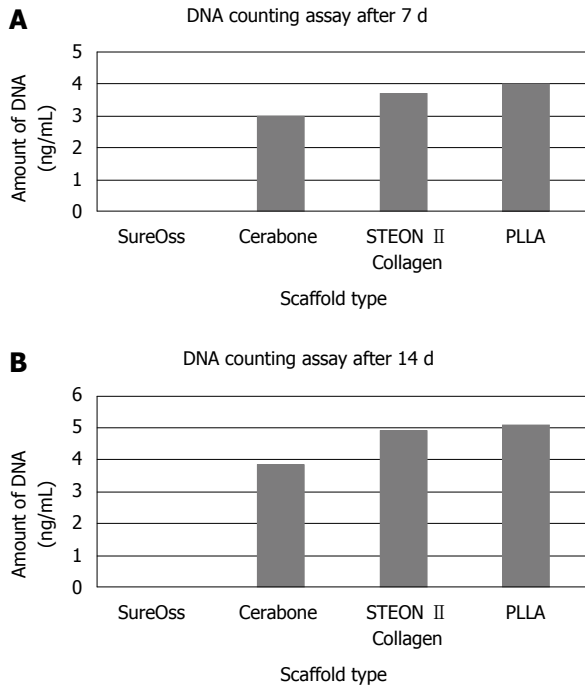 A
DNA counting assay after 7 d
Amount of DNA
(ng/mL)
5
4
3
2
1
0
SureOss Cerabone STEON Ⅱ PLLA
Collagen
Scaffold type
B
DNA counting assay after 14 d
Amount of DNA
(ng/mL)
6
5
4
3
2
1
0
SureOss Cerabone STEON Ⅱ PLLA
Collagen
Scaffold type